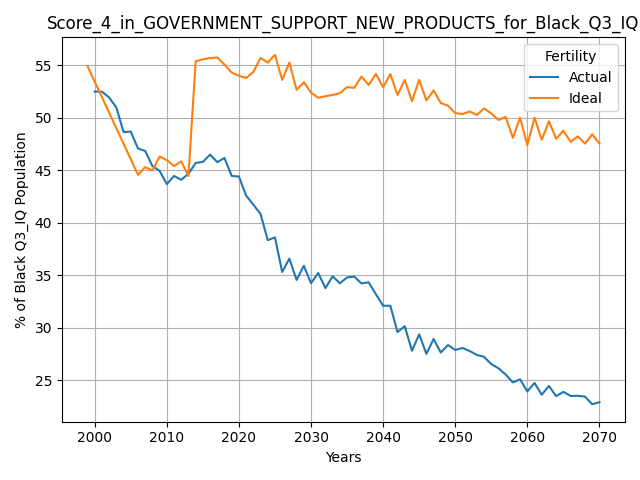 Score_4_in_GOVERNMENT_SUPPORT_NEW_PRODUCTS_for_Black_Q3_IQ
Fertility
Actual
Ideal
% of Black Q3_IQ Population
55
50
45
40
35
30
25
2000 2010 2020 2030 2040 2050 2060 2070
Years